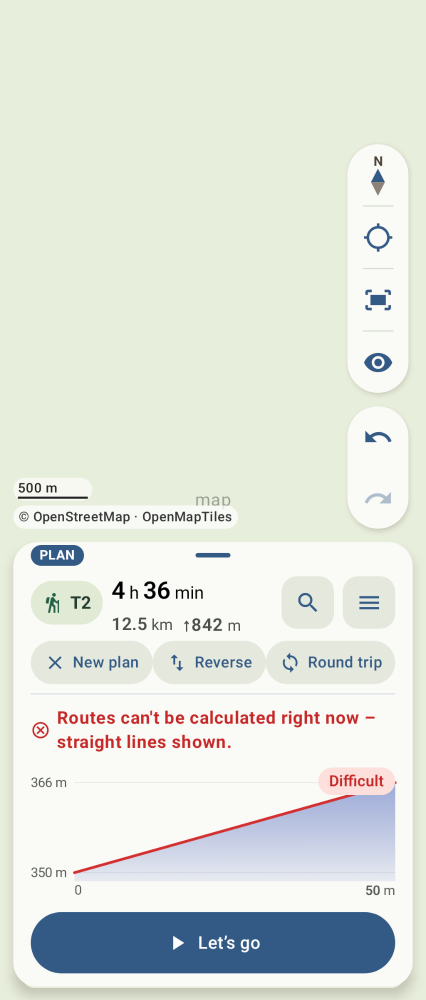 N
500 m
map
© OpenStreetMap · OpenMapTiles
PLAN
T2
4 h 36 min
12.5 km ↑842 m
New plan
Reverse
Round trip
Routes can't be calculated right now –
straight lines shown.
Difficult
366 m
350 m
0
50 m
Let’s go